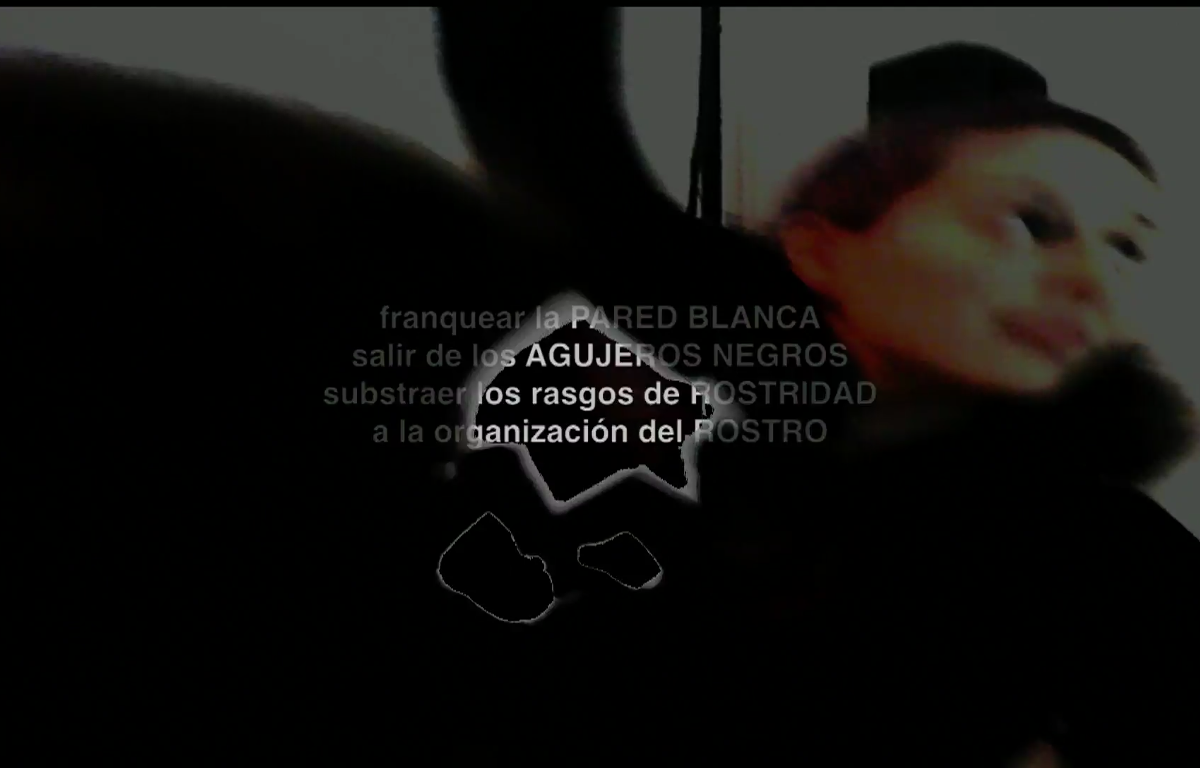 franquear la PARED BLANCA
salir de los AGUJEROS NEGROS
substraer los rasgos de ROSTRIDAD
a la organización del ROSTRO